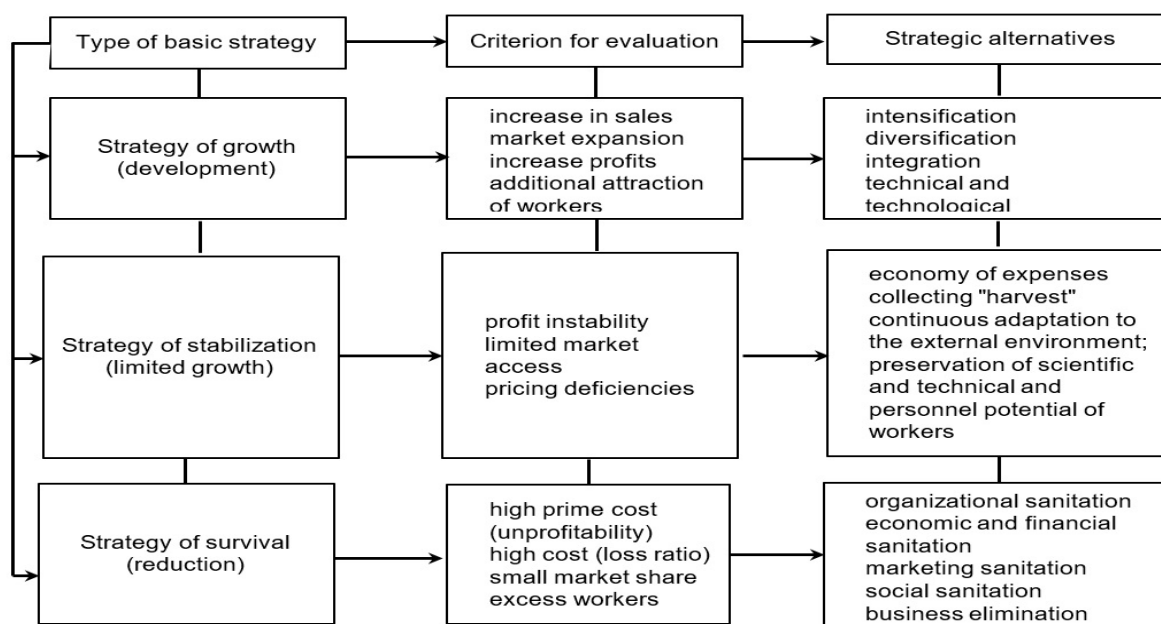 Type of basic strategy
Criterion for evaluation
Strategic alternatives
Strategy of growth
(development)
increase in sales
market expansion
increase profits
additional attraction
of workers
intensification
diversification
integration
technical and
technological
Strategy of stabilization
(limited growth)
profit instability
limited market
access
pricing deficiencies
economy of expenses
collecting "harvest"
continuous adaptation to
the external environment;
preservation of scientific
and technical and
personnel potential of
workers
Strategy of survival
(reduction)
high prime cost
(unprofitability)
high cost (loss ratio)
small market share
excess workers
organizational sanitation
economic and financial
sanitation
marketing sanitation
social sanitation
business elimination